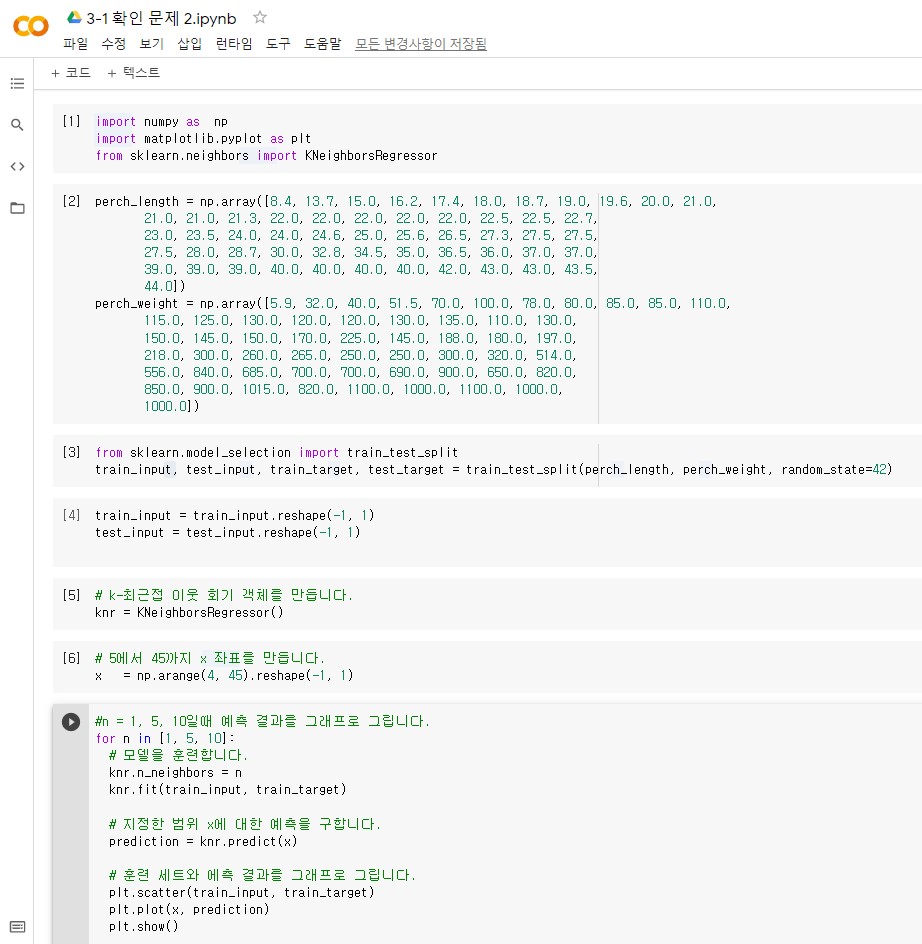 3-1 확인 문제 2.ipynb
파일 수정 보기 삽입 런타임 도구 도움말 모든 변경사항이 저장됨
+ 코드 + 텍스트
[1] import numpy as  np
import matplotlib.pyplot as plt
from sklearn.neighbors import KNeighborsRegressor
[2] perch_length = np.array([8.4, 13.7, 15.0, 16.2, 17.4, 18.0, 18.7, 19.0, 19.6, 20.0, 21.0,
21.0, 21.0, 21.3, 22.0, 22.0, 22.0, 22.0, 22.0, 22.5, 22.5, 22.7,
23.0, 23.5, 24.0, 24.0, 24.6, 25.0, 25.6, 26.5, 27.3, 27.5, 27.5,
27.5, 28.0, 28.7, 30.0, 32.8, 34.5, 35.0, 36.5, 36.0, 37.0, 37.0,
39.0, 39.0, 39.0, 40.0, 40.0, 40.0, 40.0, 42.0, 43.0, 43.0, 43.5,
44.0])
perch_weight = np.array([5.9, 32.0, 40.0, 51.5, 70.0, 100.0, 78.0, 80.0, 85.0, 85.0, 110.0,
115.0, 125.0, 130.0, 120.0, 120.0, 130.0, 135.0, 110.0, 130.0,
150.0, 145.0, 150.0, 170.0, 225.0, 145.0, 188.0, 180.0, 197.0,
218.0, 300.0, 260.0, 265.0, 250.0, 250.0, 300.0, 320.0, 514.0,
556.0, 840.0, 685.0, 700.0, 700.0, 690.0, 900.0, 650.0, 820.0,
850.0, 900.0, 1015.0, 820.0, 1100.0, 1000.0, 1100.0, 1000.0,
1000.0])
[3] from sklearn.model_selection import train_test_split
train_input, test_input, train_target, test_target = train_test_split(perch_length, perch_weight, random_state=42)
[4] train_input = train_input.reshape(-1, 1)
test_input = test_input.reshape(-1, 1)
[5] # k-최근접 이웃 회기 객체를 만듭니다.
knr = KNeighborsRegressor()
[6] # 5에서 45까지 x 좌표를 만듭니다.
x   = np.arange(4, 45).reshape(-1, 1)
#n = 1, 5, 10일때 예측 결과를 그래프로 그립니다.
for n in [1, 5, 10]:
# 모델을 훈련합니다.
knr.n_neighbors = n
knr.fit(train_input, train_target)
# 지정한 범위 x에 대한 예측을 구합니다.
prediction = knr.predict(x)
# 훈련 세트와 에측 결과를 그래프로 그립니다.
plt.scatter(train_input, train_target)
plt.plot(x, prediction)
plt.show()